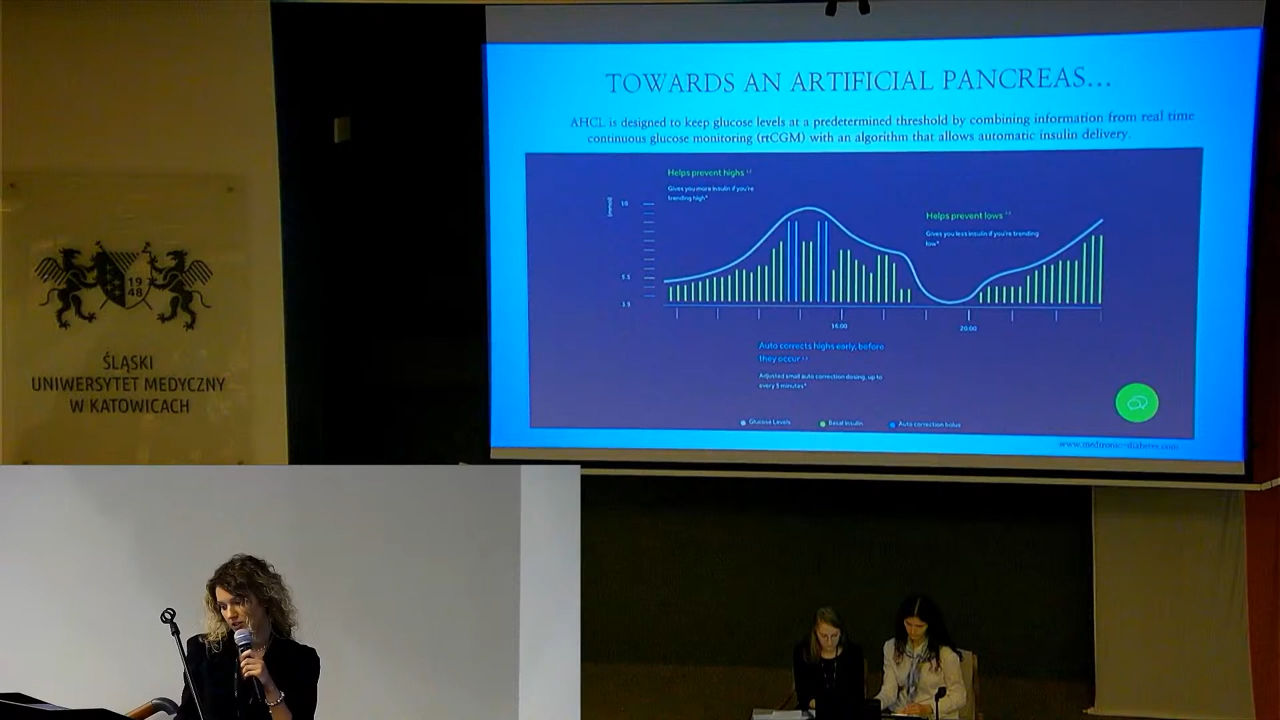 19
48
ŚLĄSKI
UNIWERSYTET MEDYCZNY
W KATOWICACH
TOWARDS AN ARTIFICIAL PANCREAS...
AHCL is designed to keep glucose levels at a predetermined threshold by combining information from real time
continuous glucose monitoring (rtCGM) with an algorithm that allows automatic insulin delivery.
Helps prevent highs
Gives you more insulin if you're
trending high*
10
5.5
3.5
Helps prevent lows
Gives you less insulin if you're trending
low*
16:00
20:00
Auto corrects highs early, before
they occur
Adjusted small auto correction dosing, up to
every 5 minutes*
Glucose Levels
Basal Insulin
Auto correction bolus